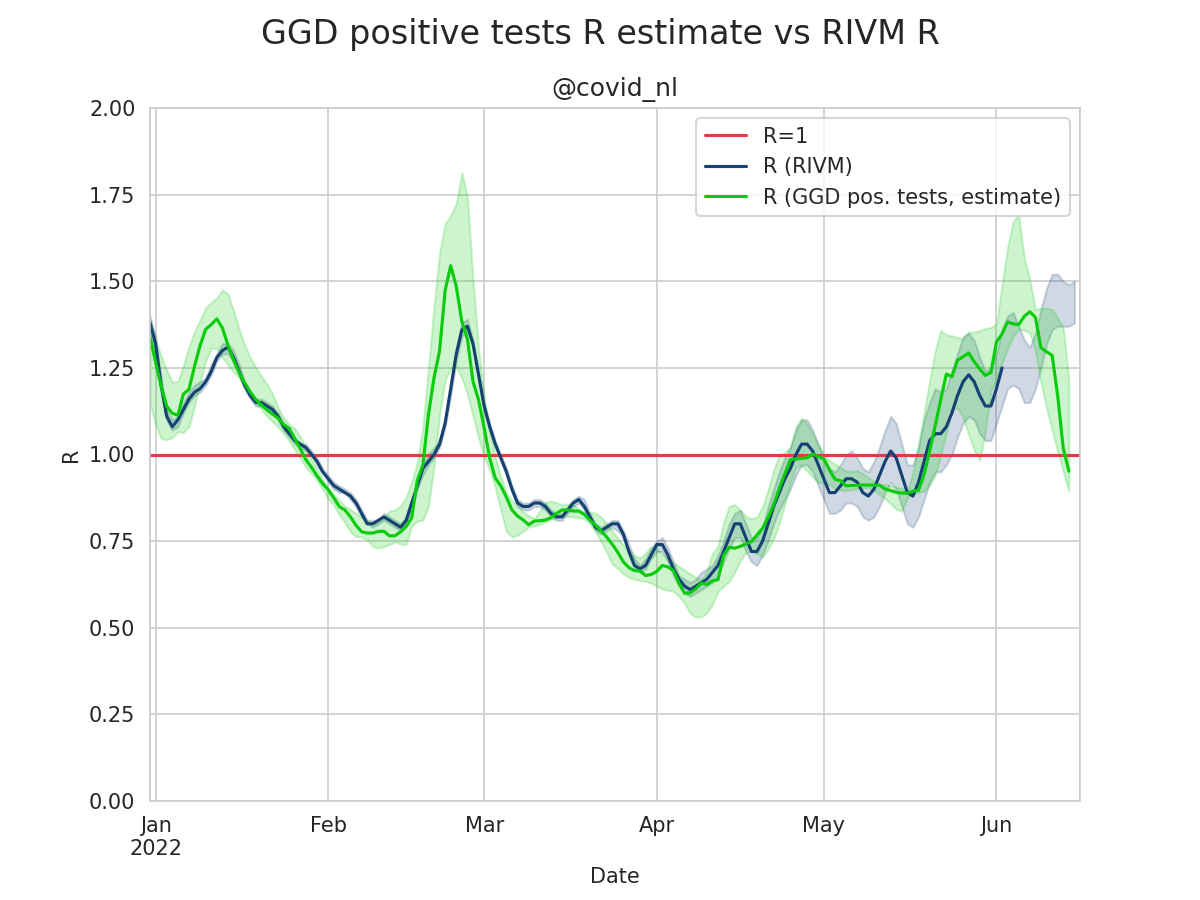 GGD positive tests R estimate vs RIVM R
@covid_nl
2.00
1.75
1.50
1.25
1.00
0.75
0.50
0.25
0.00
R
R=1
R (RIVM)
R (GGD pos. tests, estimate)
Jan Feb Mar Apr May Jun
2022
Date